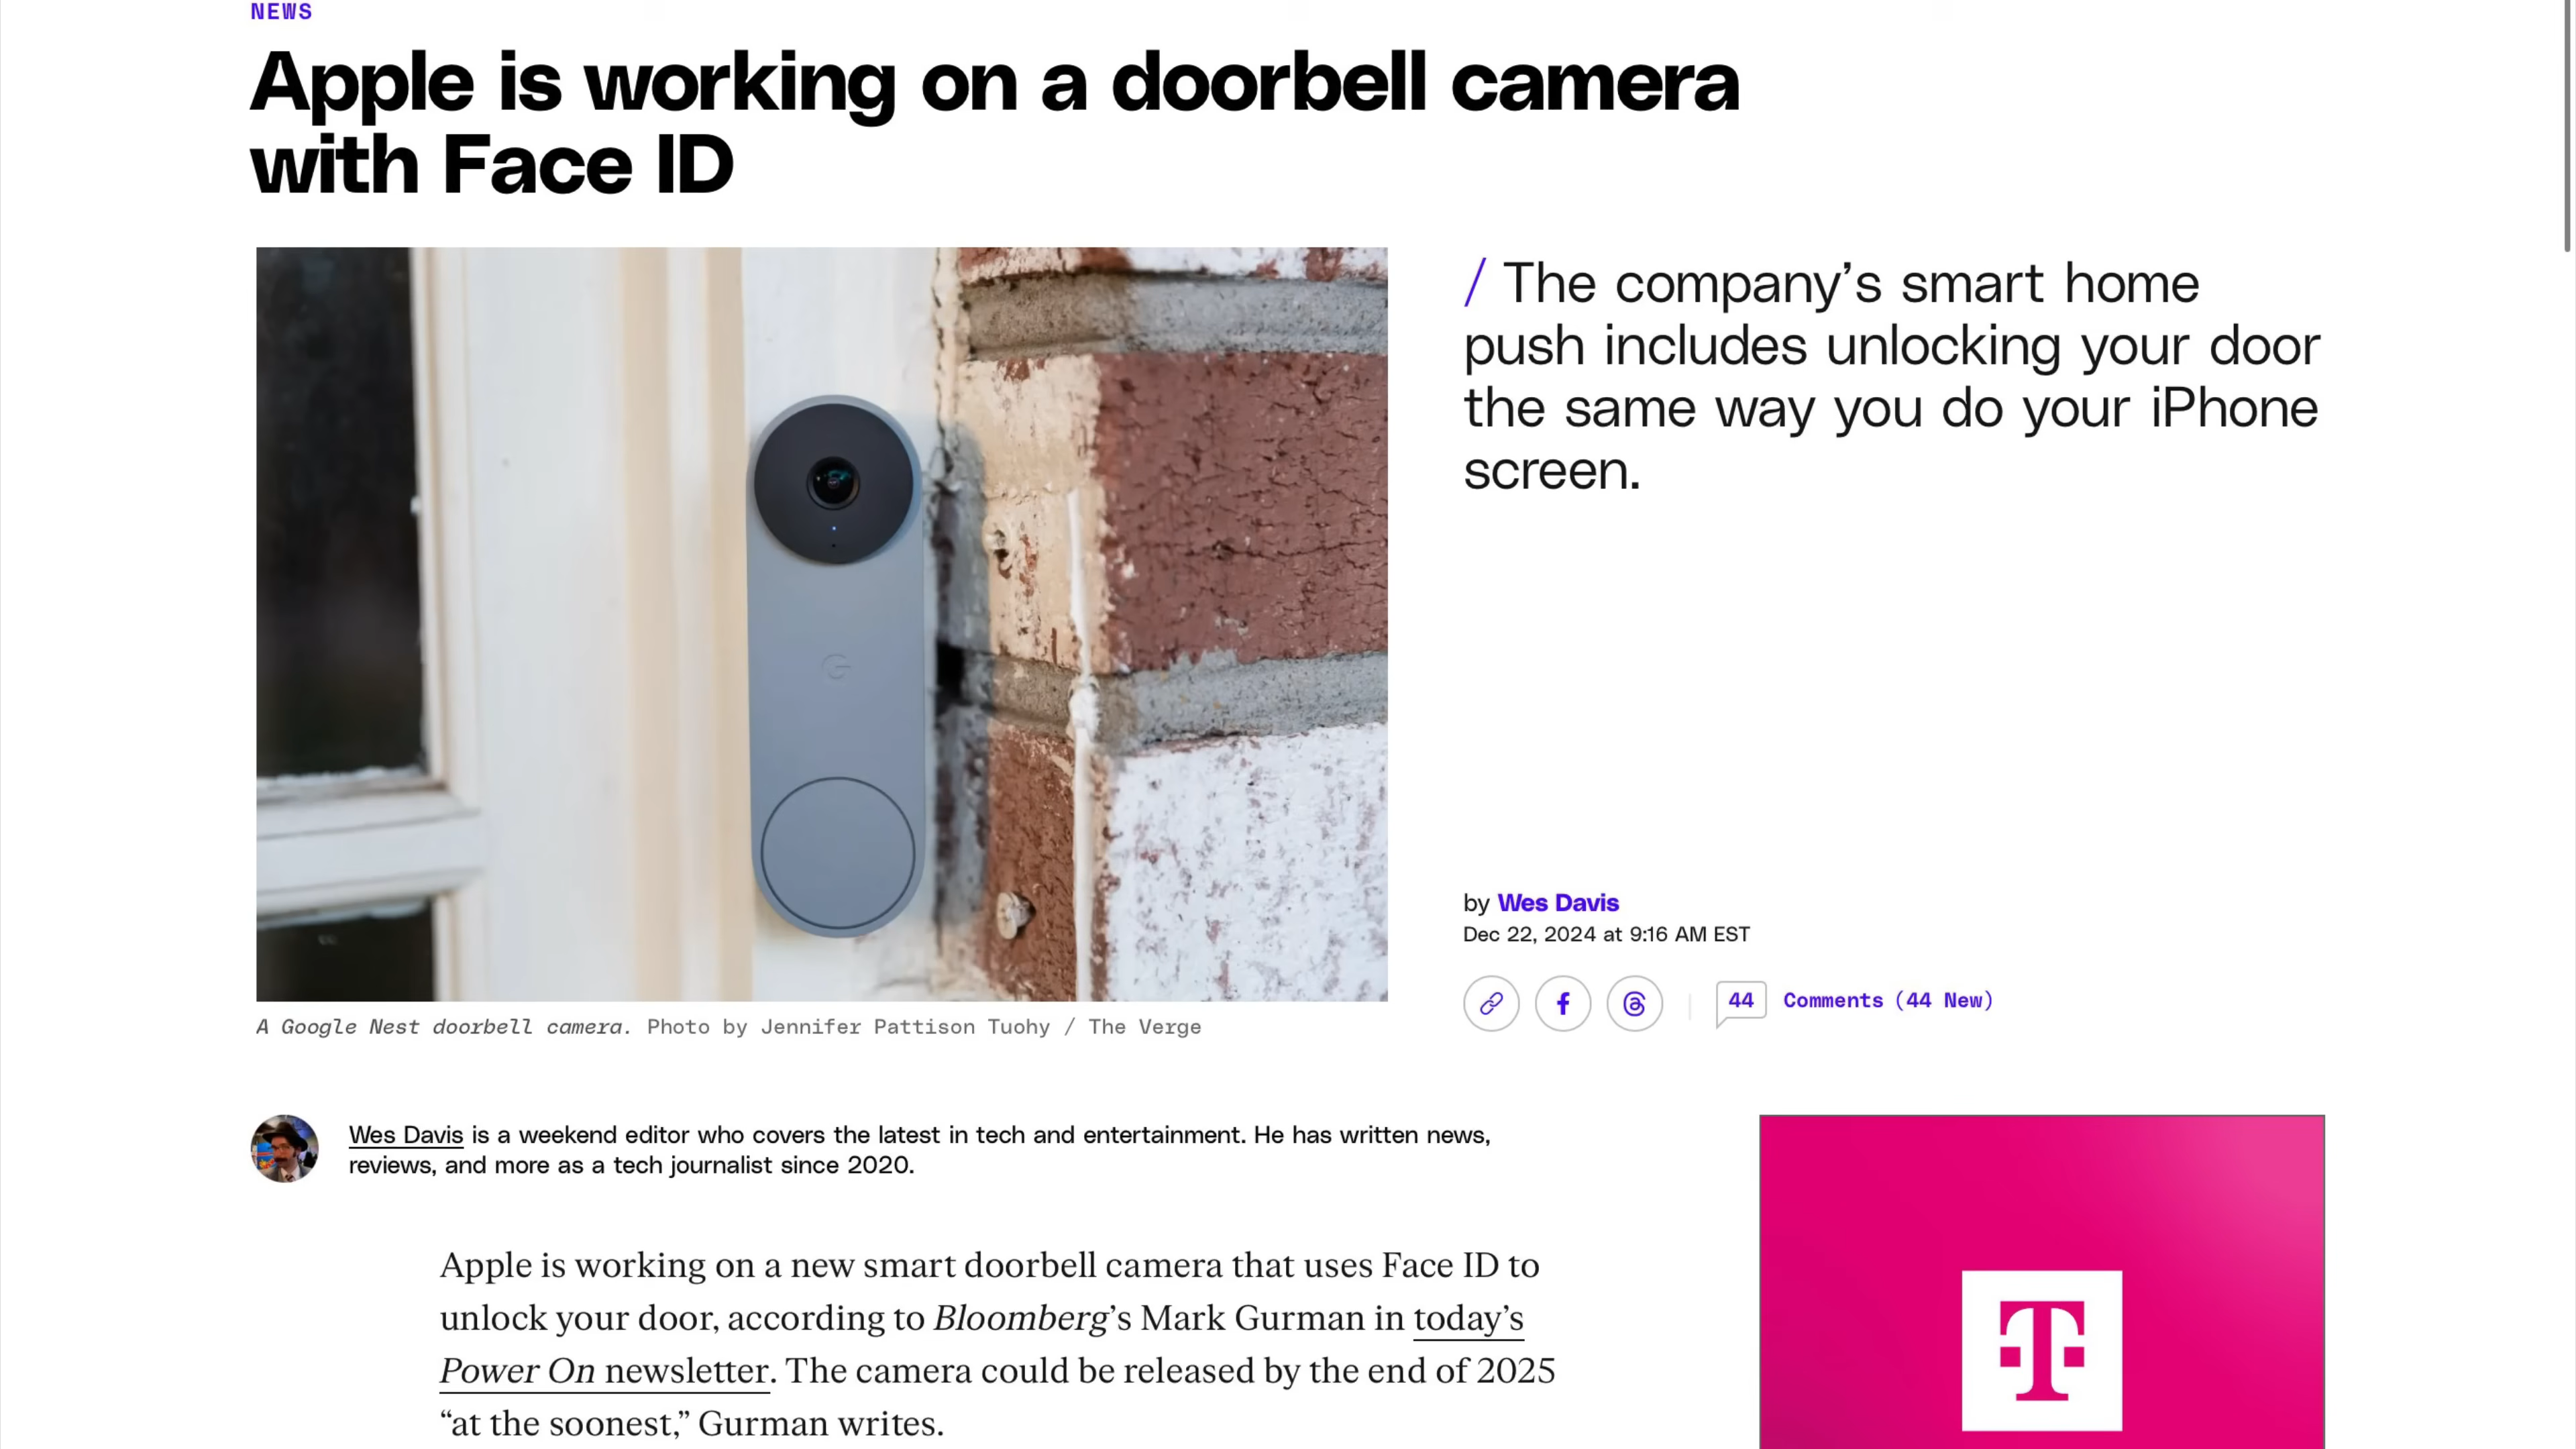 NEWS
Apple is working on a doorbell camera
with Face ID
/ The company’s smart home
push includes unlocking your door
the same way you do your iPhone
screen.
by Wes Davis
Dec 22, 2024 at 9:16 AM EST
44 Comments (44 New)
A Google Nest doorbell camera. Photo by Jennifer Pattison Tuohy / The Verge
Wes Davis is a weekend editor who covers the latest in tech and entertainment. He has written news,
reviews, and more as a tech journalist since 2020.
Apple is working on a new smart doorbell camera that uses Face ID to
unlock your door, according to Bloomberg’s Mark Gurman in today’s
Power On newsletter. The camera could be released by the end of 2025
“at the soonest,” Gurman writes.
T